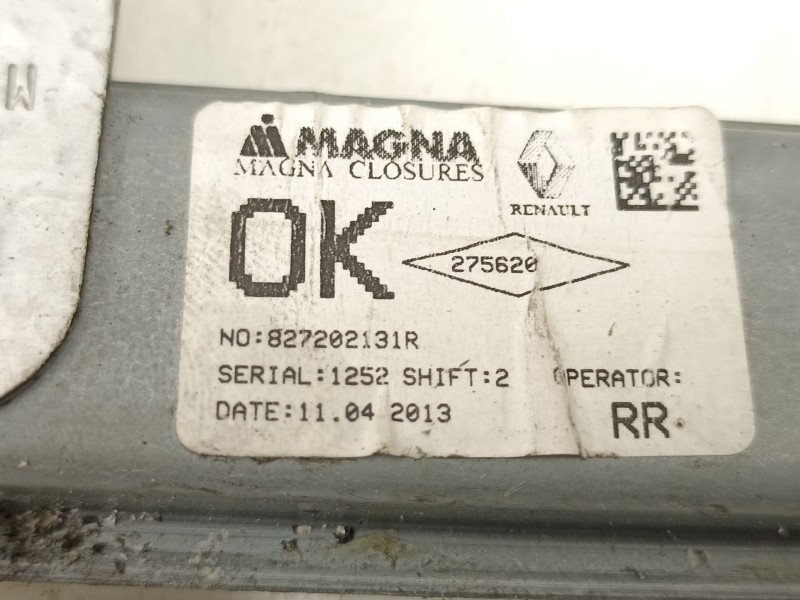 M
MAGNA
MAGNA CLOSURES
RENAULT
OK
275620
NO:827202131R
SERIAL:1252 SHIFT:2 OPERATOR:
DATE:11.04 2013
RR